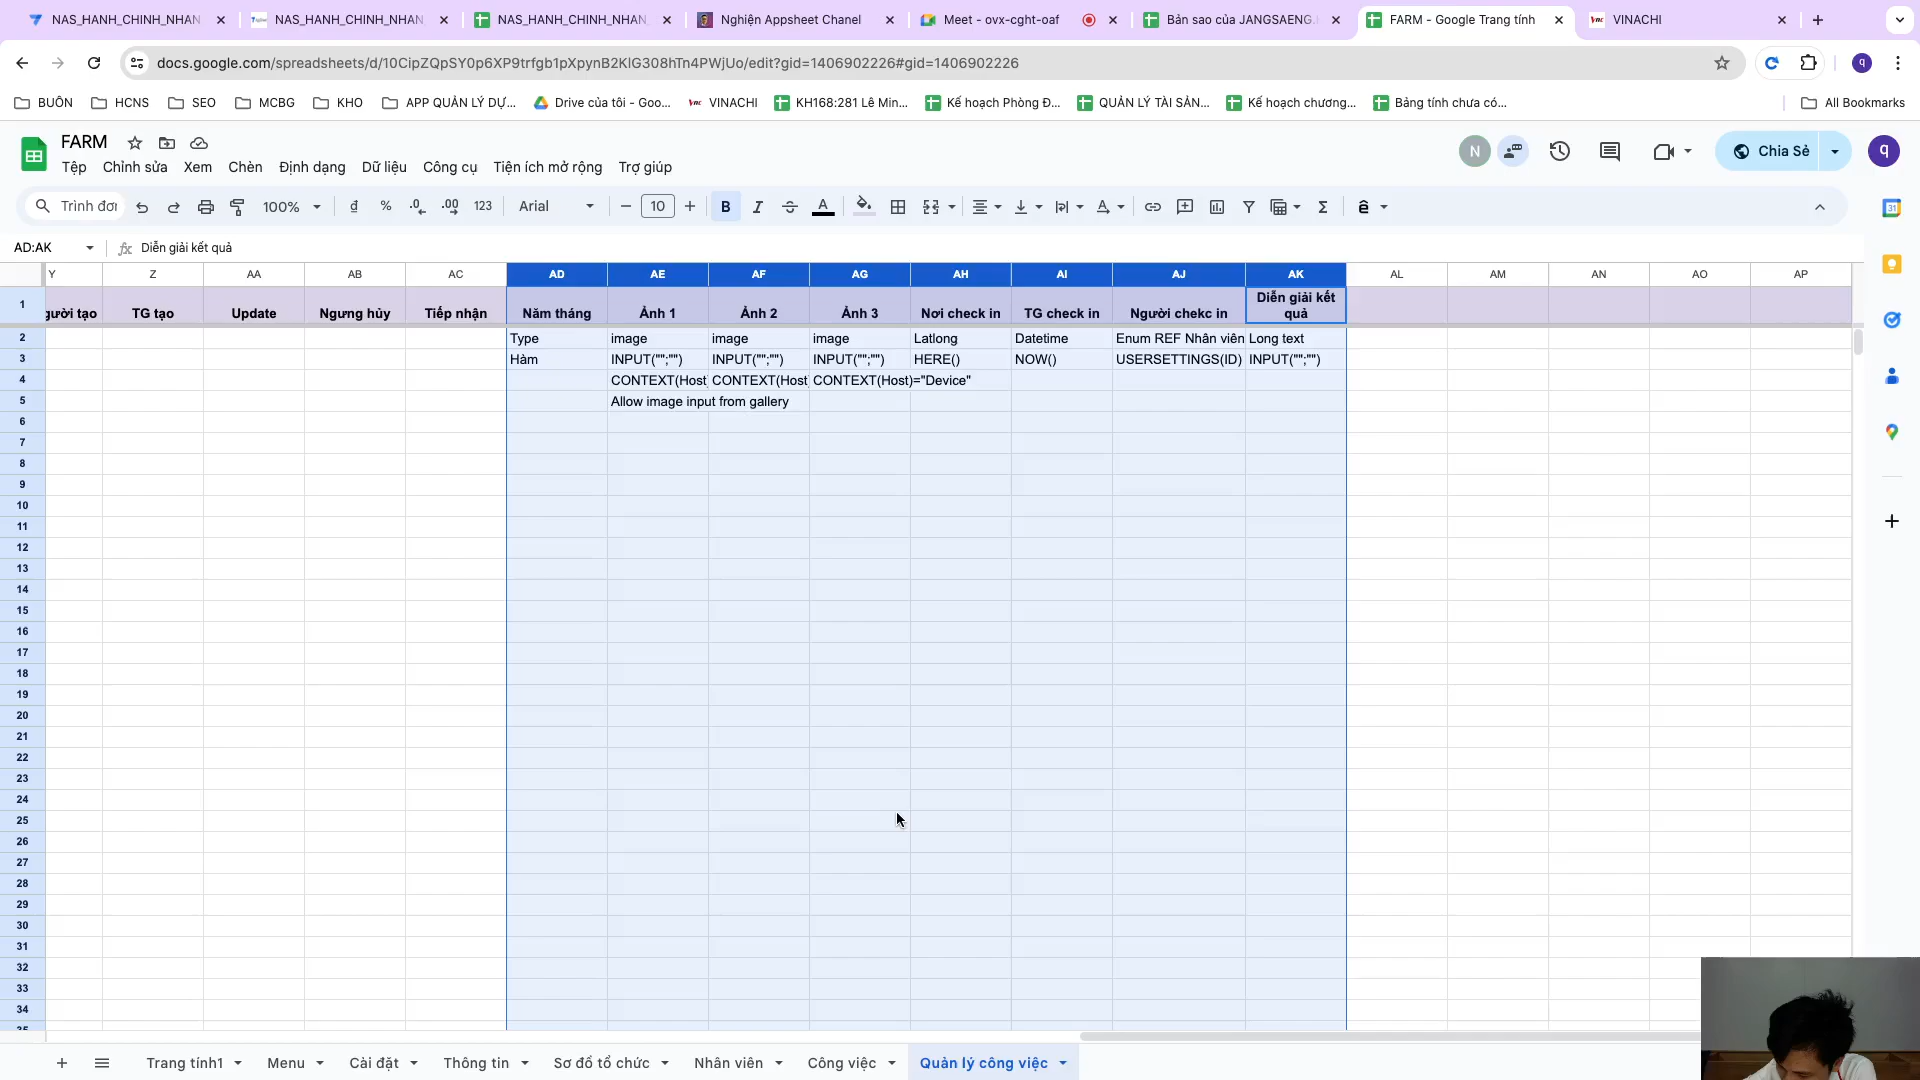 NAS_HANH_CHINH_NHAN
NAS_HANH_CHINH_NHAN
NAS_HANH_CHINH_NHAN
Nghiện Appsheet Chanel
Meet - ovx-cght-oaf
Bản sao của JANGSAENG.
FARM - Google Trang tính
VINACHI
docs.google.com/spreadsheets/d/10CipZQpSY0p6XP9trfgb1pXpynB2KlG308hTn4PWjUo/edit?gid=1406902226#gid=1406902226
q
BUÔN
HCNS
SEO
MCBG
KHO
APP QUẢN LÝ DỰ...
Drive của tôi - Goo...
VINACHI
KH168:281 Lê Min...
Kế hoạch Phòng Đ...
QUẢN LÝ TÀI SẢN...
Kế hoạch chương...
Bảng tính chưa có...
All Bookmarks
FARM
Tệp Chỉnh sửa Xem Chèn Định dạng Dữ liệu Công cụ Tiện ích mở rộng Trợ giúp
N
Chia Sẻ
q
Trình đơn
100%
đ % .0 .00 123
Arial
10
B I A
31
AD:AK
fx Diễn giải kết quả
Y Z AA AB AC AD AE AF AG AH AI AJ AK AL AM AN AO AP
1 gười tạo TG tạo Update Ngưng hủy Tiếp nhận Năm tháng Ảnh 1 Ảnh 2 Ảnh 3 Nơi check in TG check in Người chekc in Diễn giải kết quả
2 Type image image image Latlong Datetime Enum REF Nhân viên Long text
3 Hàm INPUT("";"") INPUT("";"") INPUT("";"") HERE() NOW() USERSETTINGS(ID) INPUT("";"")
4 CONTEXT(Host) CONTEXT(Host) CONTEXT(Host)="Device"
5 Allow image input from gallery
6
7
8
9
10
11
12
13
14
15
16
17
18
19
20
21
22
23
24
25
26
27
28
29
30
31
32
33
34
35
Trang tính1 Menu Cài đặt Thông tin Sơ đồ tổ chức Nhân viên Công việc Quản lý công việc